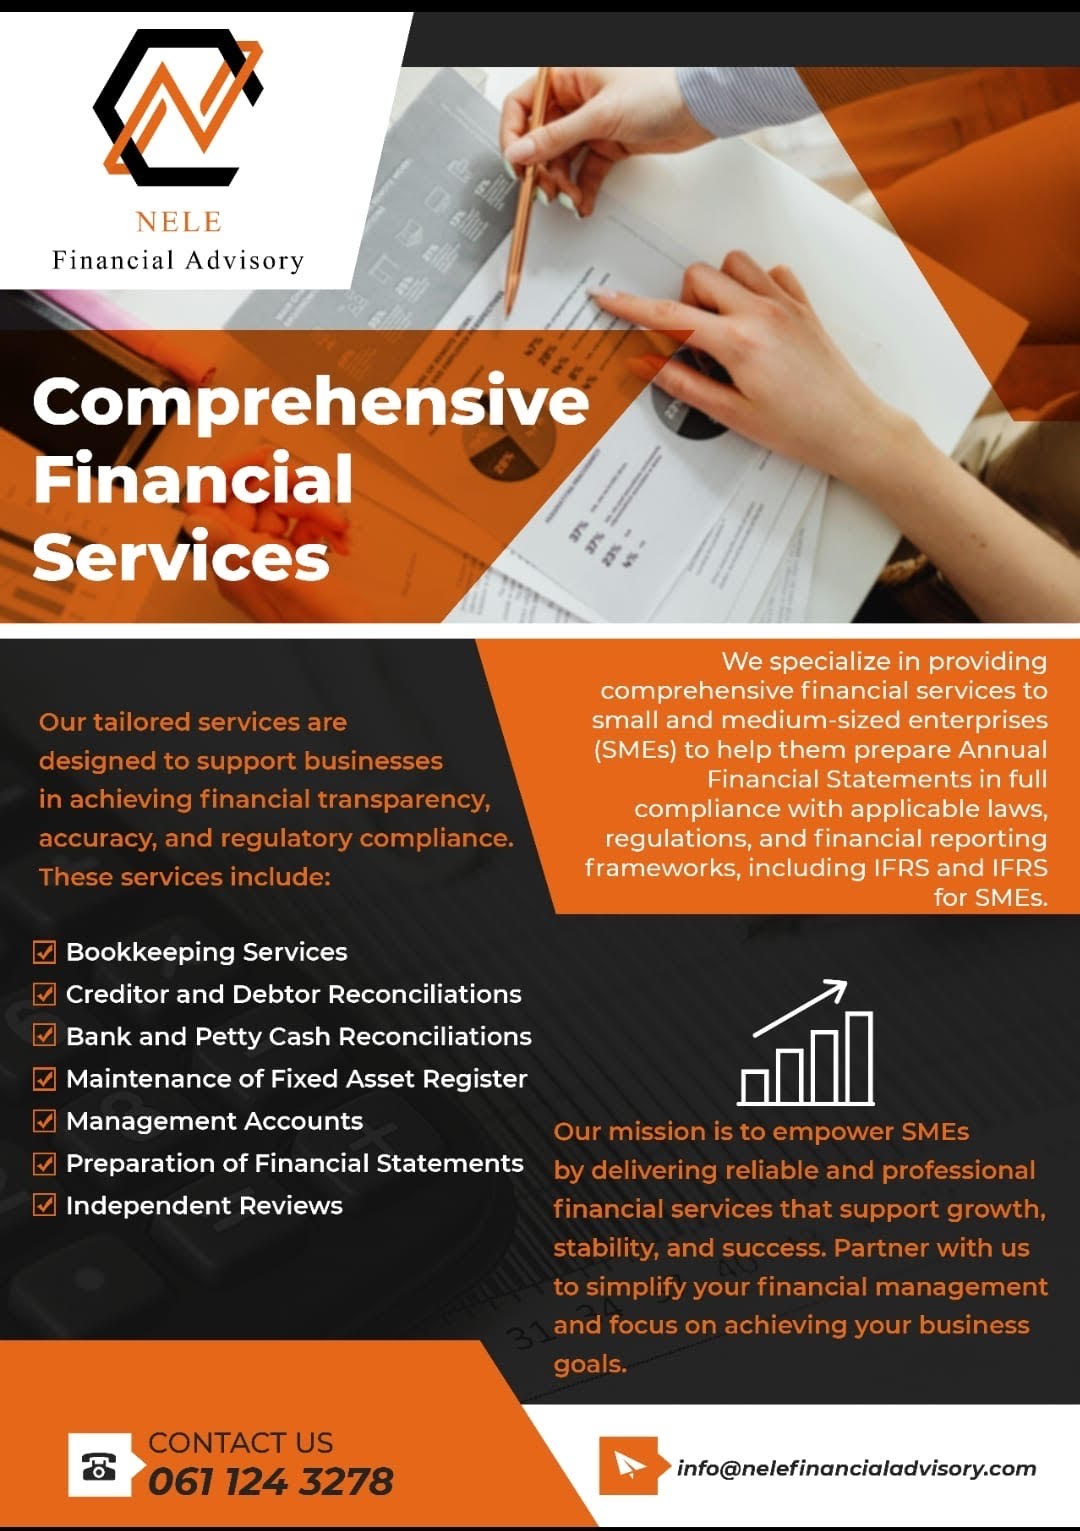 NELE
Financial Advisory
Comprehensive
Financial
Services
37%
37%
23%
4%
We specialize in providing
comprehensive financial services to
small and medium-sized enterprises
(SMEs) to help them prepare Annual
Financial Statements in full
compliance with applicable laws,
regulations, and financial reporting
frameworks, including IFRS and IFRS
for SMEs.
Our tailored services are
designed to support businesses
in achieving financial transparency,
accuracy, and regulatory compliance.
These services include:
Bookkeeping Services
Creditor and Debtor Reconciliations
Bank and Petty Cash Reconciliations
Maintenance of Fixed Asset Register
Management Accounts
Preparation of Financial Statements
Independent Reviews
Our mission is to empower SMEs
by delivering reliable and professional
financial services that support growth,
stability, and success. Partner with us
to simplify your financial management
and focus on achieving your business
goals.
CONTACT US
061 124 3278
info@nelefinancialadvisory.com